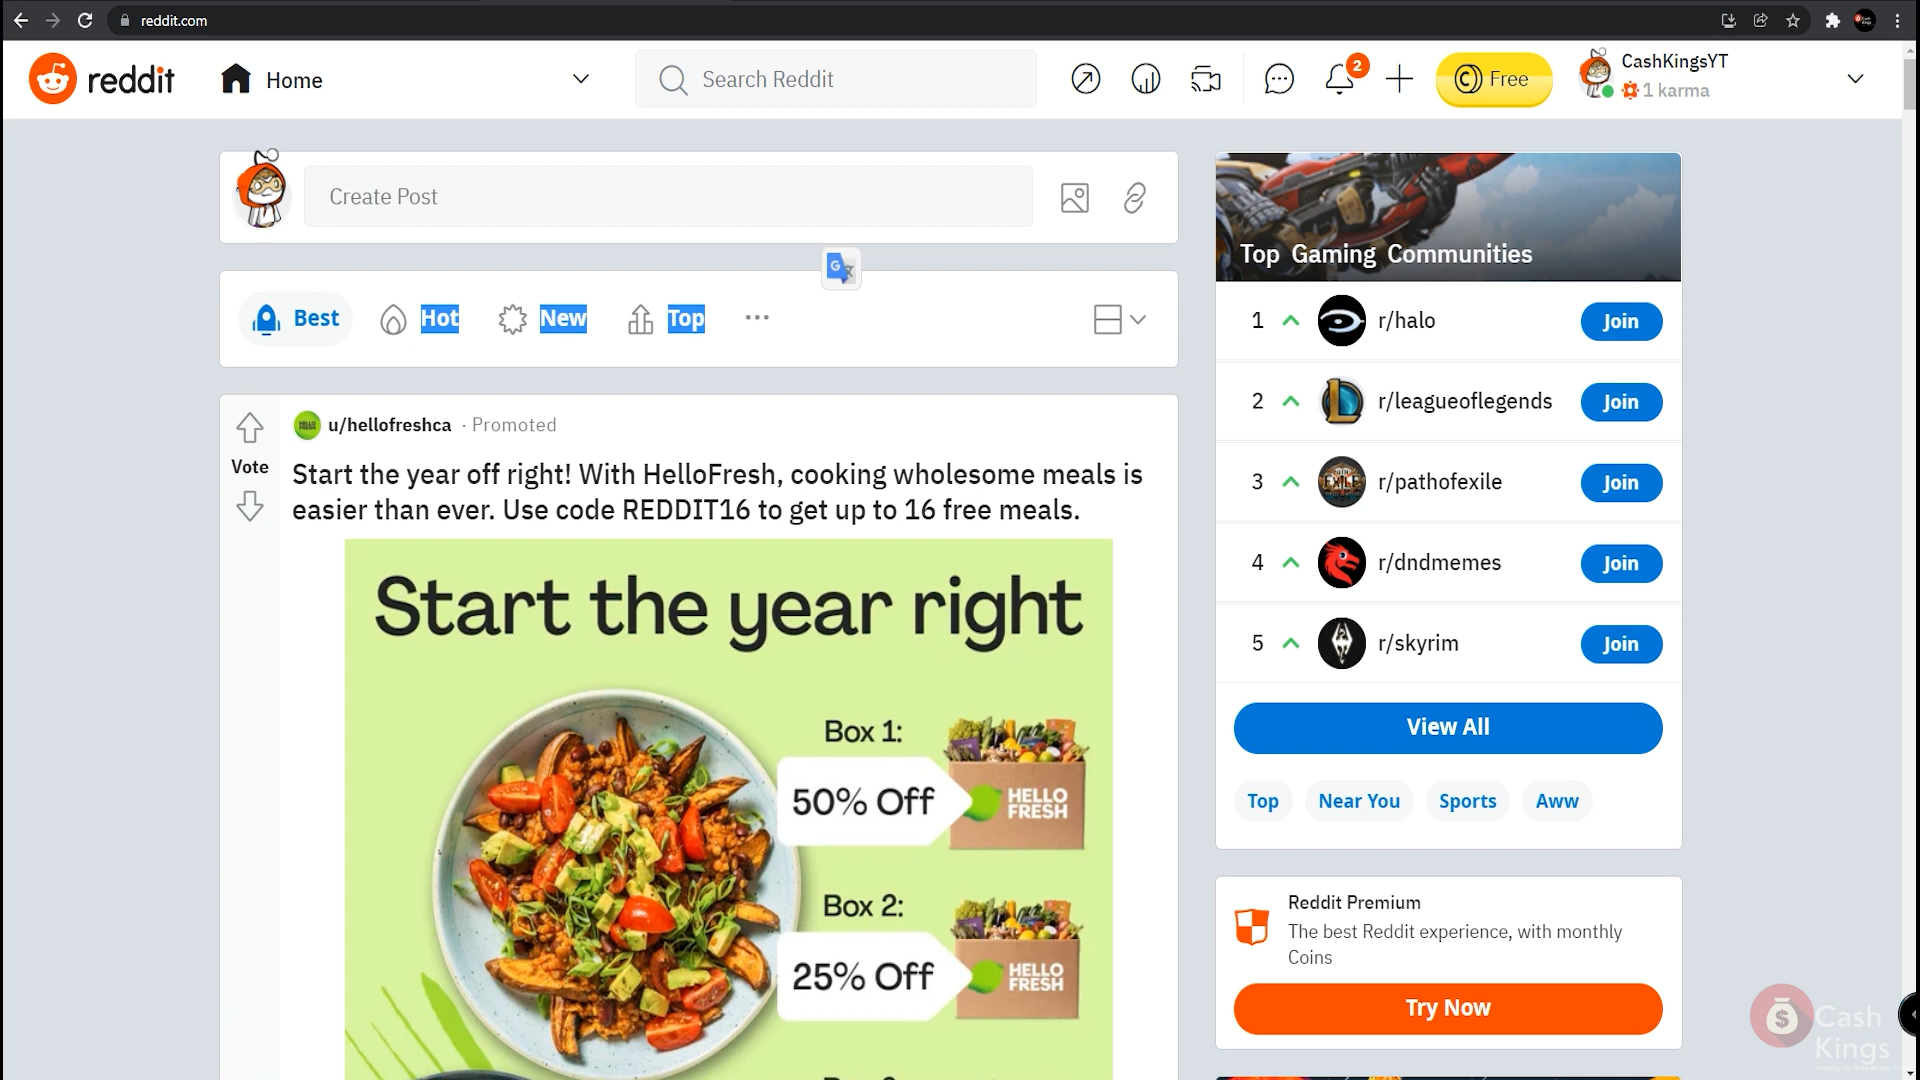 reddit.com
reddit
Home
Search Reddit
2
Free
CashKingsYT
1 karma
Create Post
Best
Hot
New
Top
Top Gaming Communities
1 r/halo Join
2 r/leagueoflegends Join
3 r/pathofexile Join
4 r/dndmemes Join
5 r/skyrim Join
View All
Top
Near You
Sports
Aww
Reddit Premium
The best Reddit experience, with monthly
Coins
Try Now
u/hellofreshca · Promoted
Vote
Start the year off right! With HelloFresh, cooking wholesome meals is
easier than ever. Use code REDDIT16 to get up to 16 free meals.
Start the year right
Box 1:
50% Off
HELLO
FRESH
Box 2:
25% Off
HELLO
FRESH
Cash
Kings